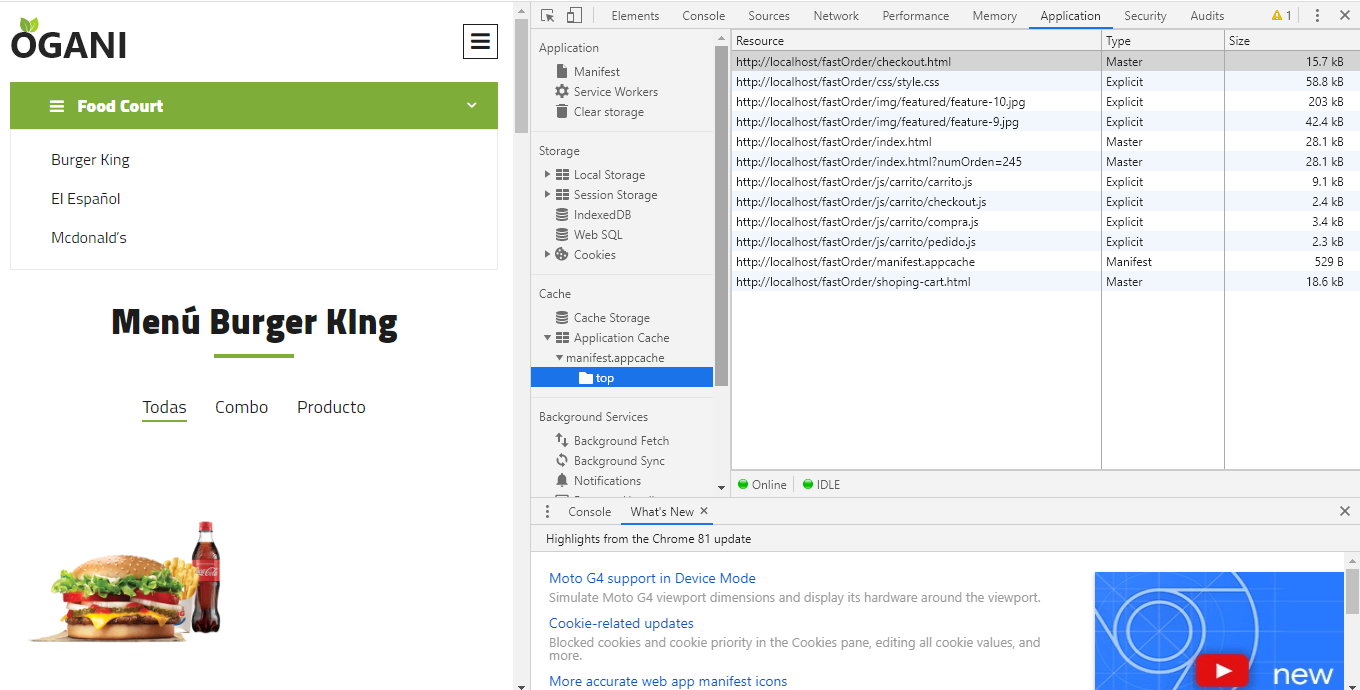 OGANI
Food Court
Burger King
El Español
Mcdonald's
Menú Burger KIng
Todas Combo Producto
Coca-Cola
Elements Console Sources Network Performance Memory Application Security Audits 1
Application
Manifest
Service Workers
Clear storage
Storage
Local Storage
Session Storage
IndexedDB
Web SQL
Cookies
Cache
Cache Storage
Application Cache
manifest.appcache
top
Background Services
Background Fetch
Background Sync
Notifications
Resource Type Size
http://localhost/fastOrder/checkout.html Master 15.7 kB
http://localhost/fastOrder/css/style.css Explicit 58.8 kB
http://localhost/fastOrder/img/featured/feature-10.jpg Explicit 203 kB
http://localhost/fastOrder/img/featured/feature-9.jpg Explicit 42.4 kB
http://localhost/fastOrder/index.html Master 28.1 kB
http://localhost/fastOrder/index.html?numOrden=245 Master 28.1 kB
http://localhost/fastOrder/js/carrito/carrito.js Explicit 9.1 kB
http://localhost/fastOrder/js/carrito/checkout.js Explicit 2.4 kB
http://localhost/fastOrder/js/carrito/compra.js Explicit 3.4 kB
http://localhost/fastOrder/js/carrito/pedido.js Explicit 2.3 kB
http://localhost/fastOrder/manifest.appcache Manifest 529 B
http://localhost/fastOrder/shoping-cart.html Master 18.6 kB
Online IDLE
Console What's New
Highlights from the Chrome 81 update
Moto G4 support in Device Mode
Simulate Moto G4 viewport dimensions and display its hardware around the viewport.
Cookie-related updates
Blocked cookies and cookie priority in the Cookies pane, editing all cookie values, and
more.
More accurate web app manifest icons
new